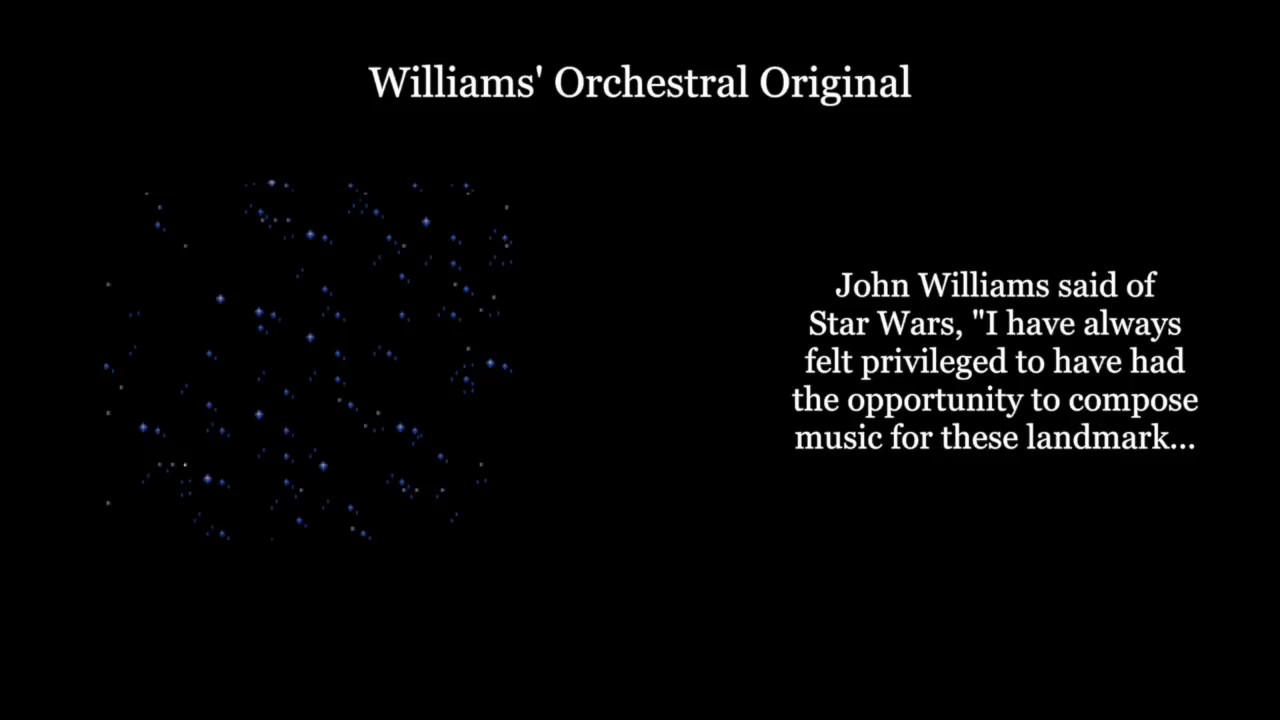 Williams' Orchestral Original
John Williams said of
Star Wars, "I have always
felt privileged to have had
the opportunity to compose
music for these landmark...